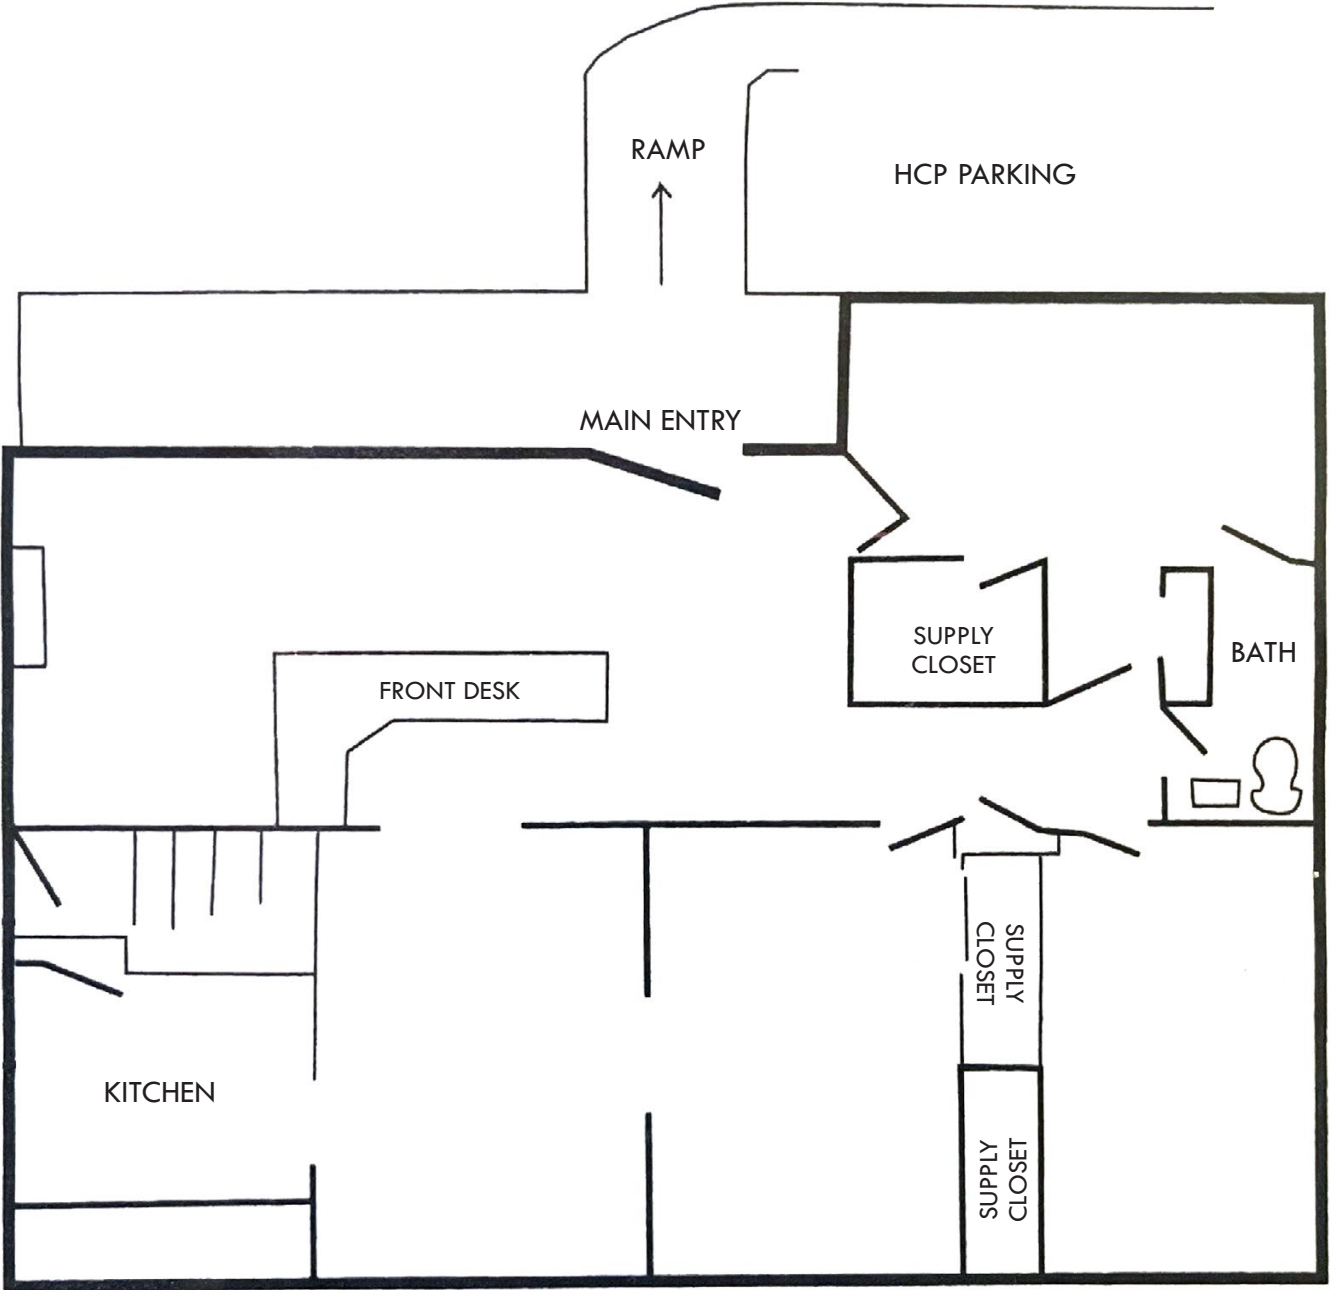 RAMP
HCP PARKING
MAIN ENTRY
SUPPLY
CLOSET
BATH
FRONT DESK
SUPPLY
CLOSET
KITCHEN
SUPPLY
CLOSET